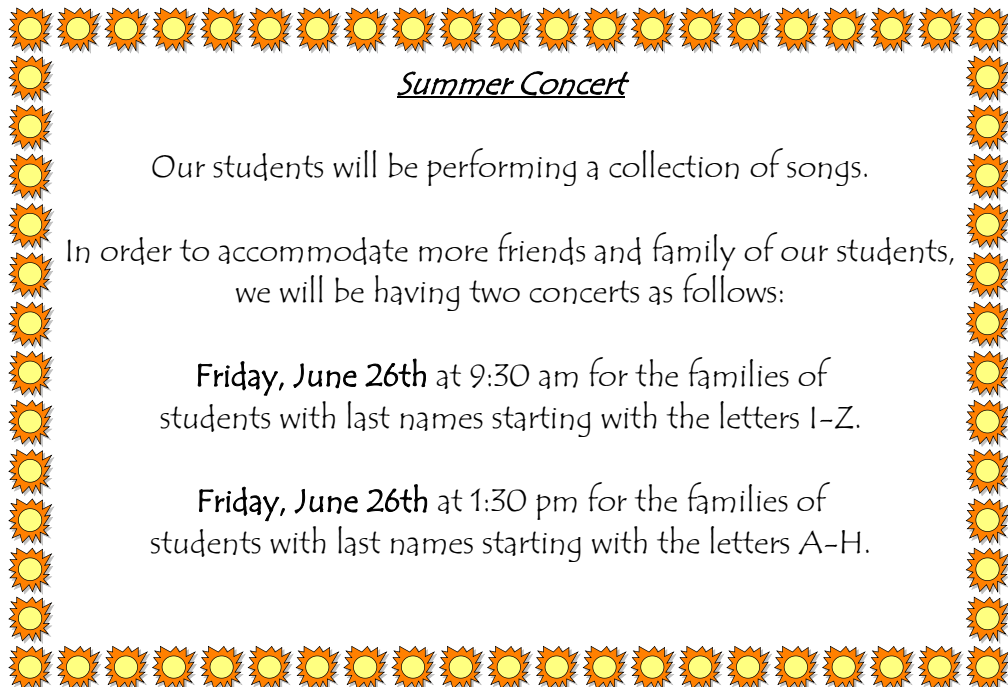 Summer Concert
Our students will be performing a collection of songs.
In order to accommodate more friends and family of our students,
we will be having two concerts as follows:
Friday, June 26th at 9:30 am for the families of
students with last names starting with the letters I-Z.
Friday, June 26th at 1:30 pm for the families of
students with last names starting with the letters A-H.